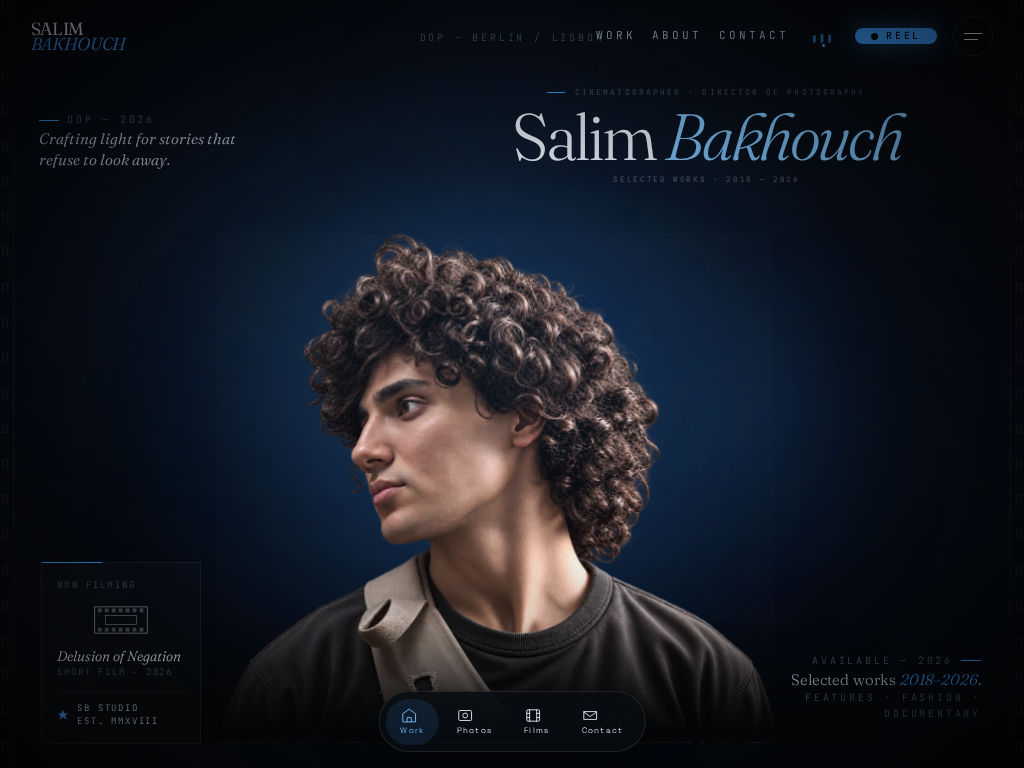 SALIM
BAKHOUCH
DOP — BERLIN / LISBON
WORK ABOUT CONTACT
REEL
CINEMATOGRAPHER · DIRECTOR OF PHOTOGRAPHY
Salim Bakhouch
SELECTED WORKS · 2018 — 2026
DOP — 2026
Crafting light for stories that
refuse to look away.
NOW FILMING
Delusion of Negation
SHORT FILM · 2026
SB STUDIO
EST. MMXVIII
AVAILABLE — 2026
Selected works 2018–2026.
FEATURES · FASHION ·
DOCUMENTARY
Work Photos Films Contact